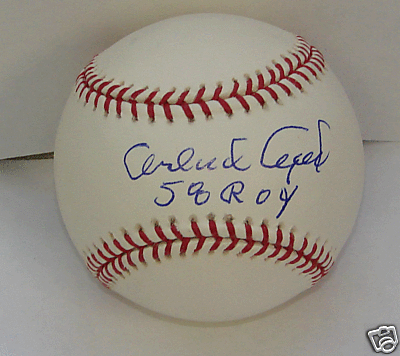 Orlando Cepeda
58 ROY